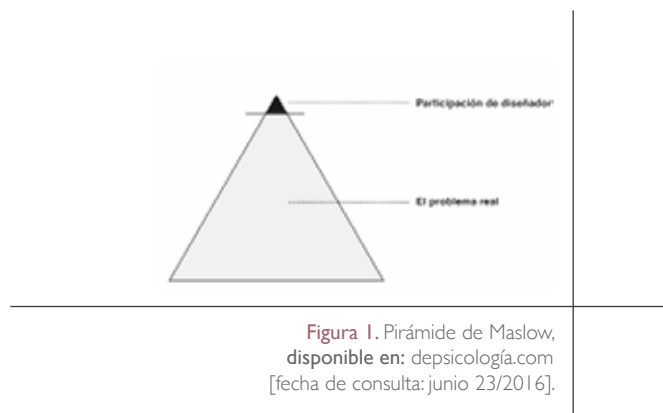 Participación de diseñador
El problema real
Figura 1. Pirámide de Maslow,
disponible en: depsicología.com
[fecha de consulta: junio 23/2016].